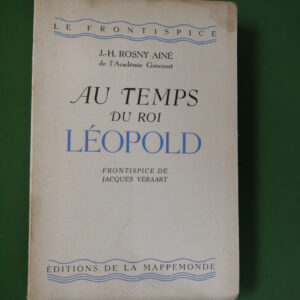 LE FRONTISPICE
J.-H. ROSNY AINÉ
de l'Académie Goncourt
AU TEMPS
DU ROI
LÉOPOLD
FRONTISPICE DE
JACQUES VERAART
ÉDITIONS DE LA MAPPEMONDE